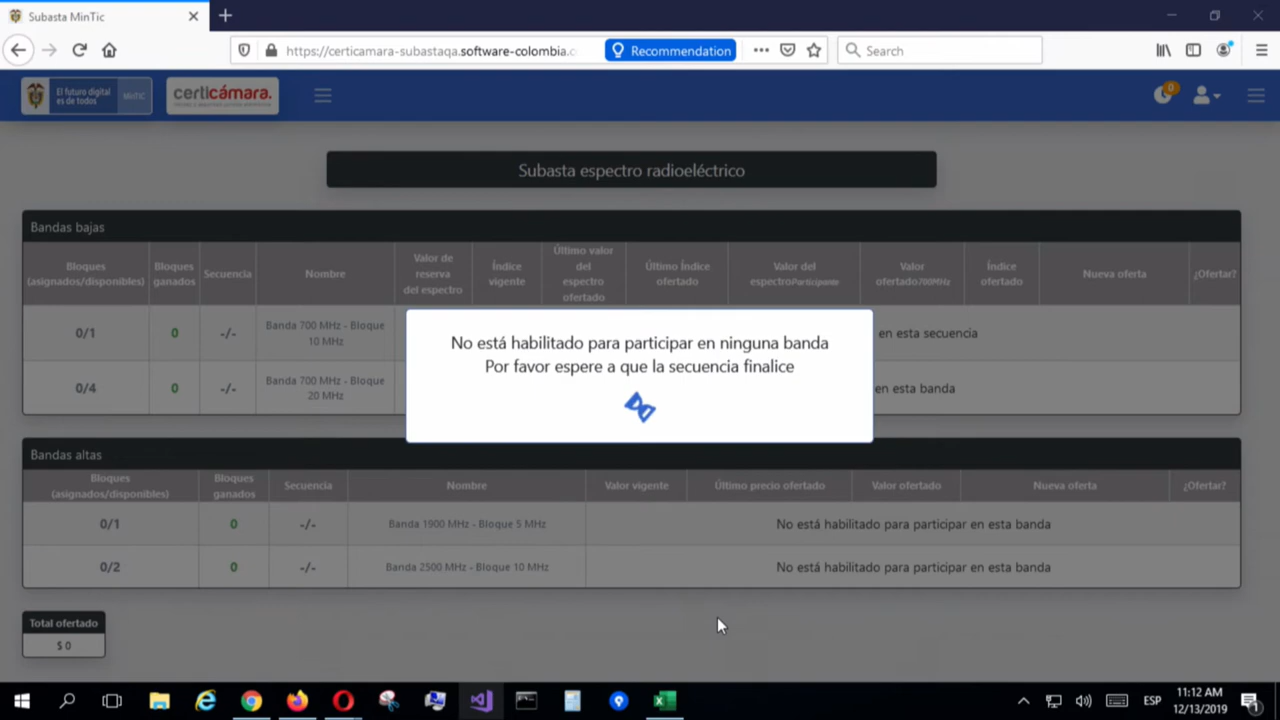 Subasta MinTic
https://certicamara-subastaqa.software-colombia.c
Recommendation
Search
El futuro digital
es de todos
MinTIC
certicámara.
0
Subasta espectro radioeléctrico
Bandas bajas
Bloques
(asignados/disponibles)
Bloques
ganados
Secuencia
Nombre
Valor de
reserva
del espectro
Índice
vigente
Último valor
del
espectro
ofertado
Último Índice
ofertado
Valor del
espectroParticipante
Valor
ofertado700MHz
Índice
ofertado
Nueva oferta
¿Ofertar?
0/1
0
-/-
Banda 700 MHz - Bloque
10 MHz
en esta secuencia
0/4
0
-/-
Banda 700 MHz - Bloque
20 MHz
en esta banda
No está habilitado para participar en ninguna banda
Por favor espere a que la secuencia finalice
Bandas altas
Bloques
(asignados/disponibles)
Bloques
ganados
Secuencia
Nombre
Valor vigente
Último precio ofertado
Valor ofertado
Nueva oferta
¿Ofertar?
0/1
0
-/-
Banda 1900 MHz - Bloque 5 MHz
No está habilitado para participar en esta banda
0/2
0
-/-
Banda 2500 MHz - Bloque 10 MHz
No está habilitado para participar en esta banda
Total ofertado
$ 0
ESP
11:12 AM
12/13/2019
1